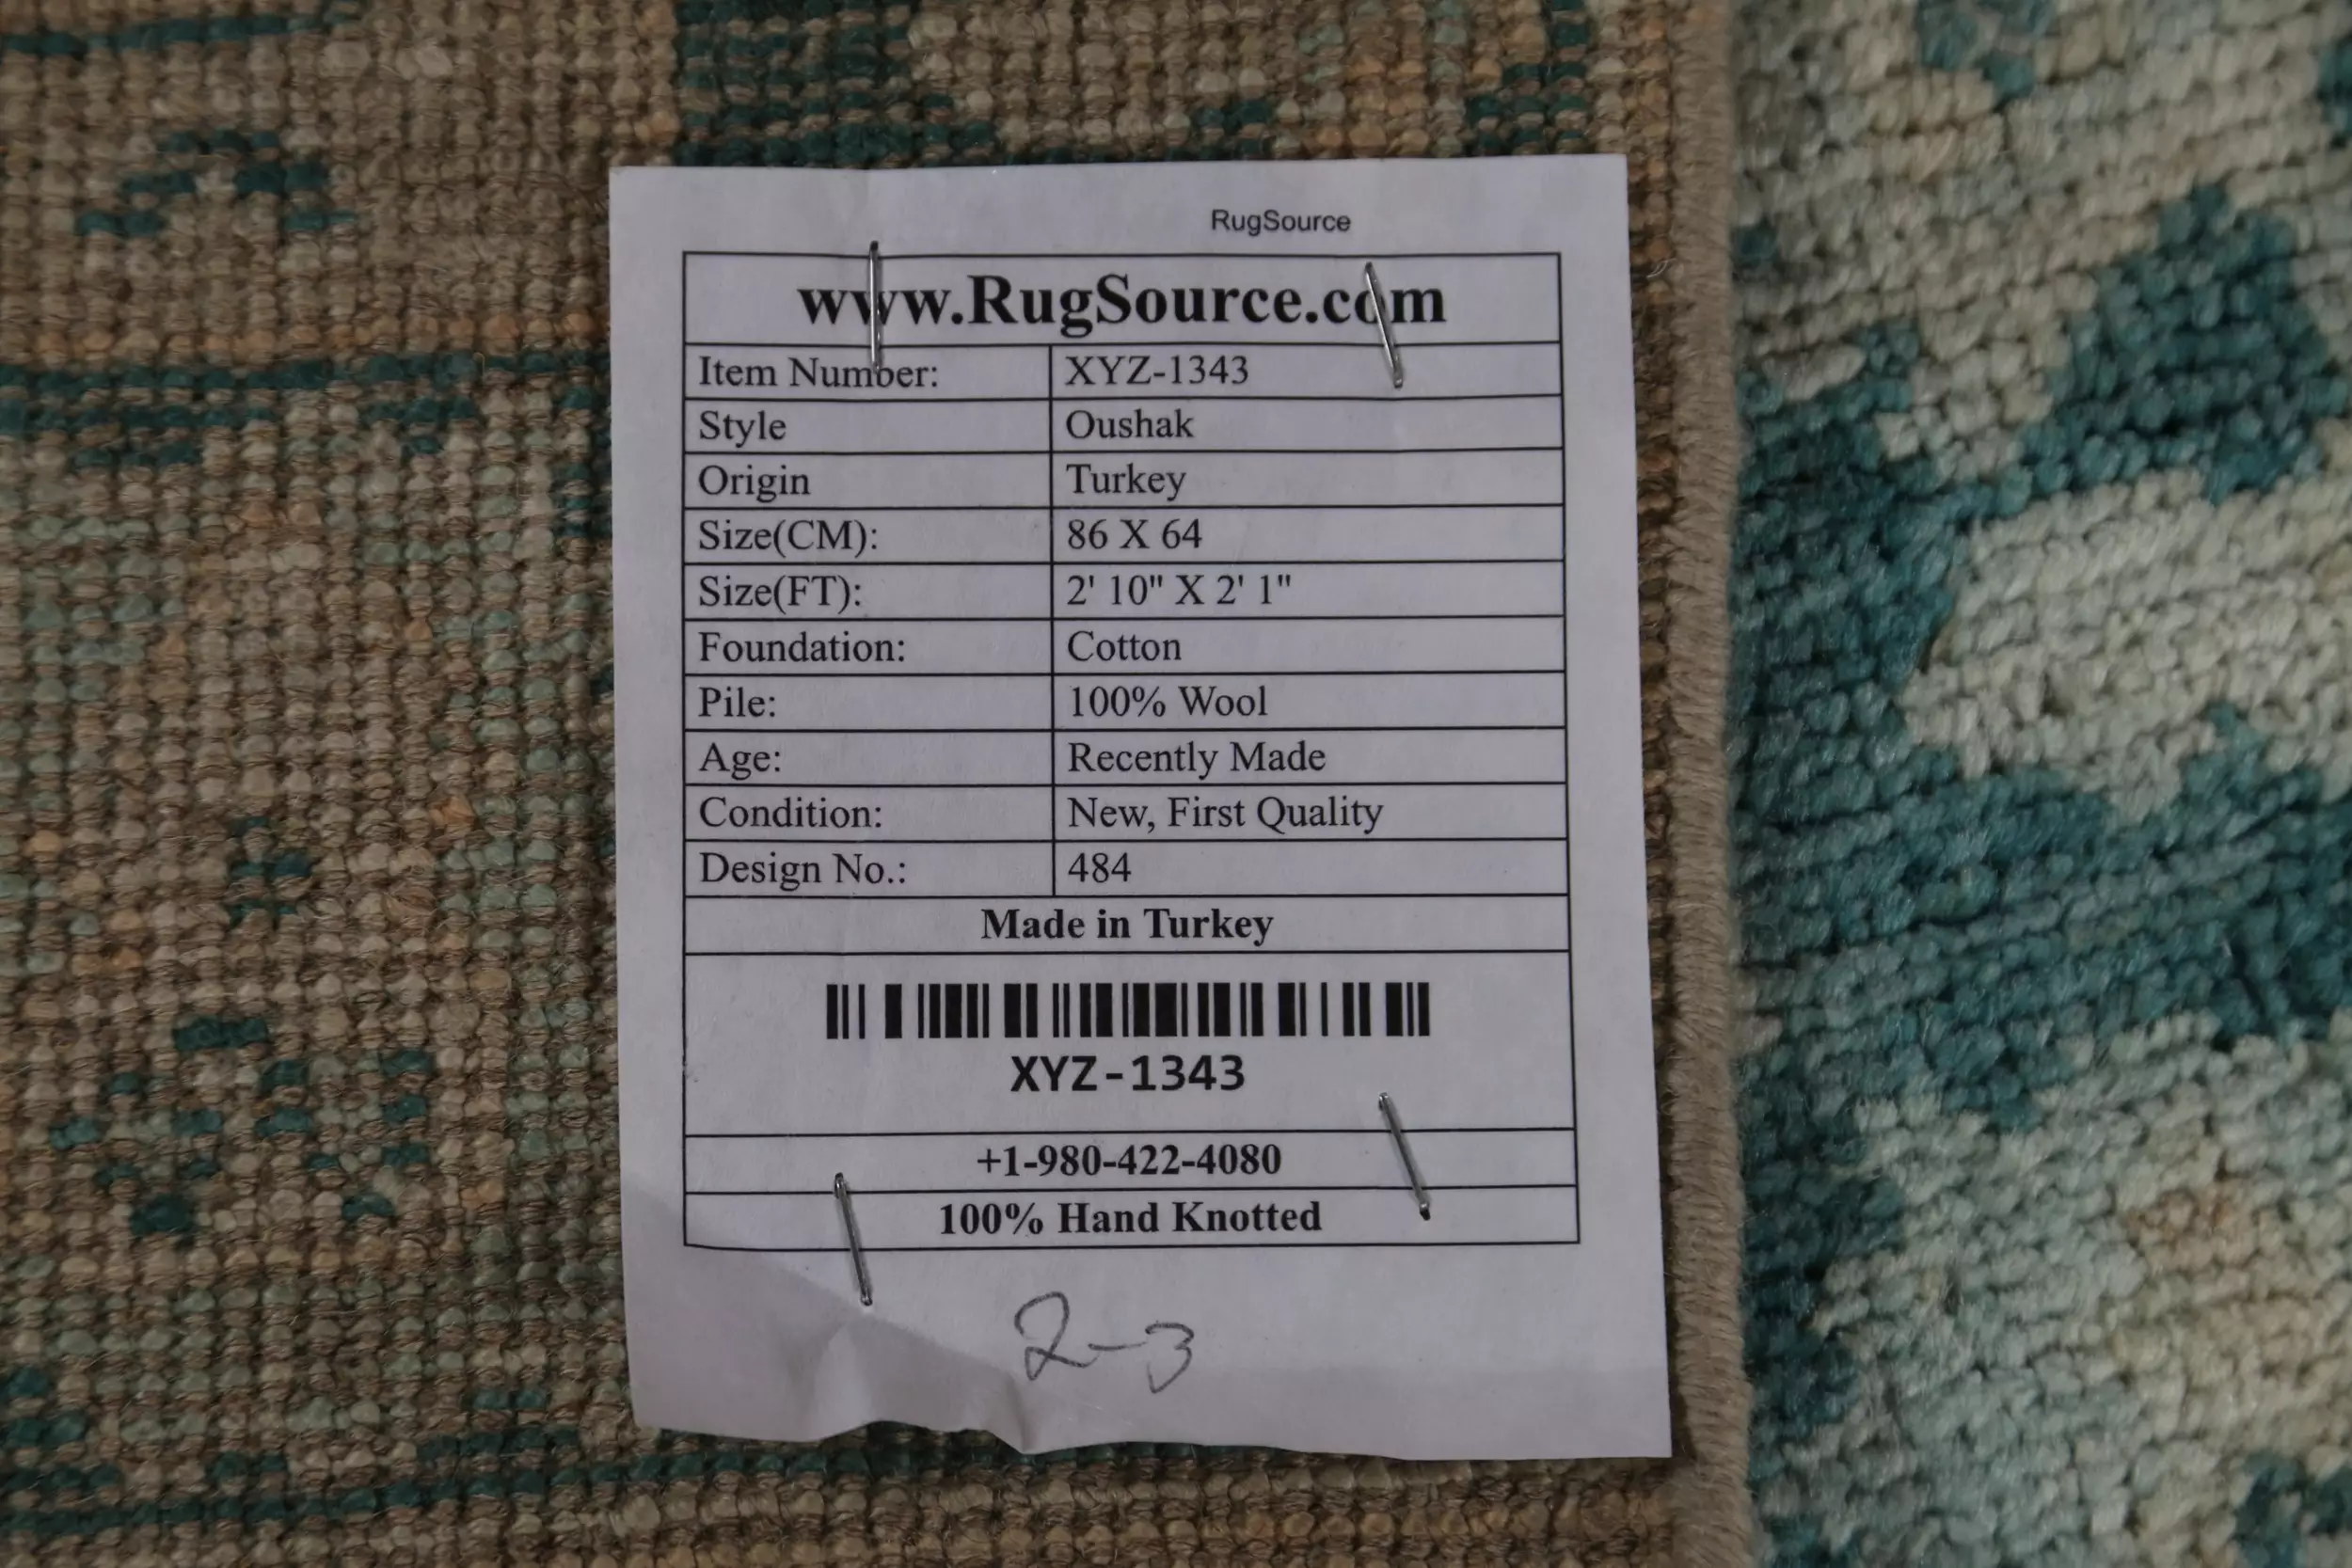 RugSource
www.RugSource.com
Item Number: XYZ-1343
Style Oushak
Origin Turkey
Size(CM): 86 X 64
Size(FT): 2' 10" X 2' 1"
Foundation: Cotton
Pile: 100% Wool
Age: Recently Made
Condition: New, First Quality
Design No.: 484
Made in Turkey
XYZ-1343
+1-980-422-4080
100% Hand Knotted
2-3